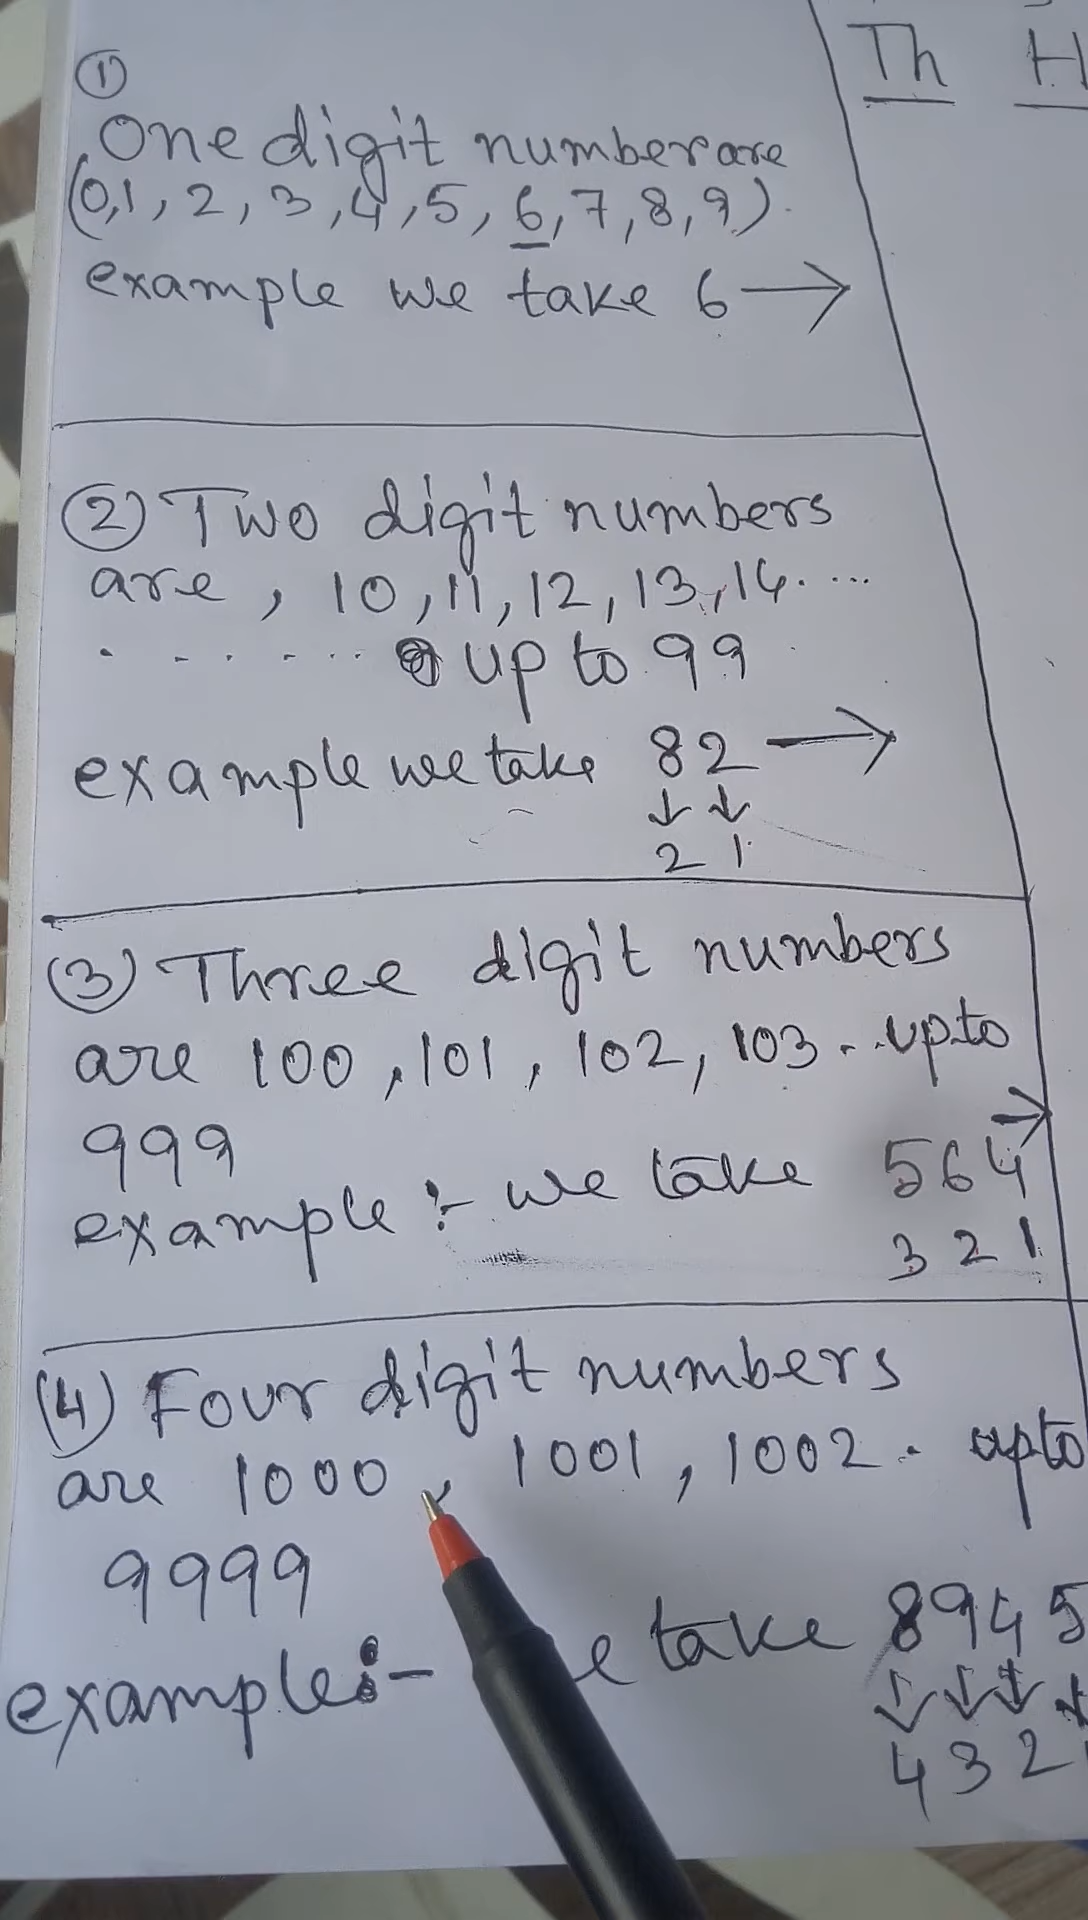 Th H
①
One digit number are
(0,1,2,3,4,5,6,7,8,9).
example we take 6 →
② Two digit numbers
are, 10,11,12,13,14.....
. . . . . . . . up to 99
example we take 82 →
↓ ↓
2 1
③ Three digit numbers
are 100,101,102,103...upto
999
→
example :- we take 564
3 2 1
(4) Four digit numbers
are 1000, 1001, 1002.. upto
9999
example:- e take 8945
↓ ↓ ↓ ↓
4 3 2